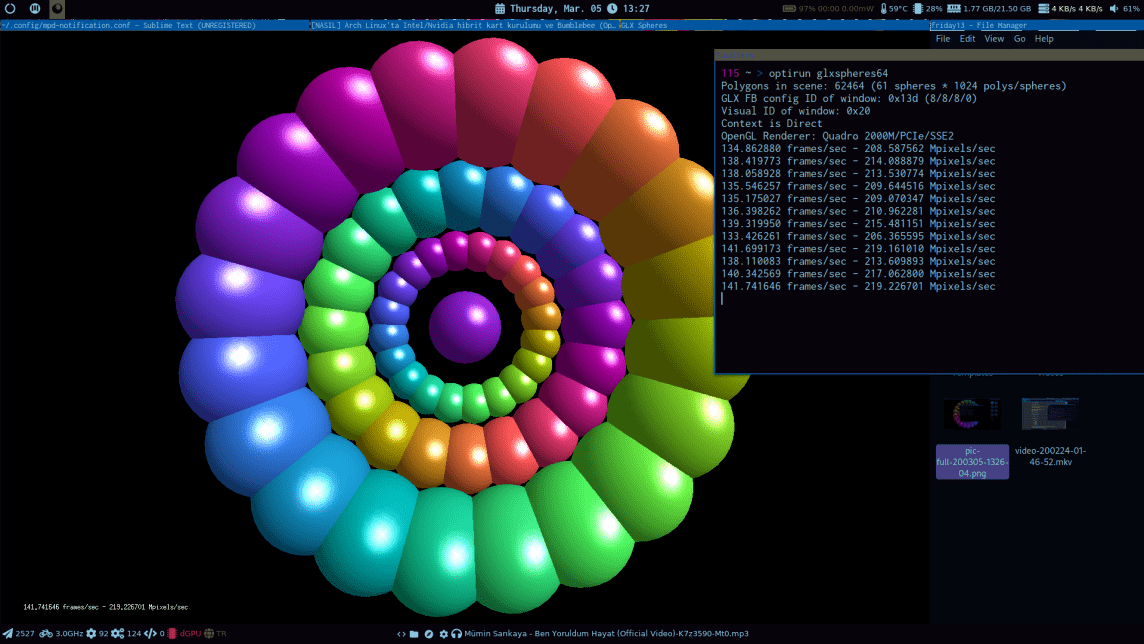 Thursday, Mar. 05 13:27
97% 00:00 0.00mW 59°C 28% 1.77 GB/21.50 GB 4 KB/s 4 KB/s 61%
~/.config/mpd-notification.conf - Sublime Text (UNREGISTERED)
[NASIL] Arch Linux'ta Intel/Nvidia hibrit kart kurulumu ve Bumblebee (Op…
GLX Spheres
friday13 - File Manager
File Edit View Go Help
115 ~ > optirun glxspheres64
Polygons in scene: 62464 (61 spheres * 1024 polys/spheres)
GLX FB config ID of window: 0x13d (8/8/8/0)
Visual ID of window: 0x20
Context is Direct
OpenGL Renderer: Quadro 2000M/PCIe/SSE2
134.862880 frames/sec - 208.587562 Mpixels/sec
138.419773 frames/sec - 214.088879 Mpixels/sec
138.058928 frames/sec - 213.530774 Mpixels/sec
135.546257 frames/sec - 209.644516 Mpixels/sec
135.175027 frames/sec - 209.070347 Mpixels/sec
136.398262 frames/sec - 210.962281 Mpixels/sec
139.319950 frames/sec - 215.481151 Mpixels/sec
133.426261 frames/sec - 206.365595 Mpixels/sec
141.699173 frames/sec - 219.161010 Mpixels/sec
138.110083 frames/sec - 213.609893 Mpixels/sec
140.342569 frames/sec - 217.062800 Mpixels/sec
141.741646 frames/sec - 219.226701 Mpixels/sec
pic-
full-200305-1326-
04.png
video-200224-01-
46-52.mkv
141.741646 frames/sec - 219.226701 Mpixels/sec
2527 3.0GHz 92 124 0 dGPU TR
Mümin Sarıkaya - Ben Yoruldum Hayat (Official Video)-K7z3590-Mt0.mp3